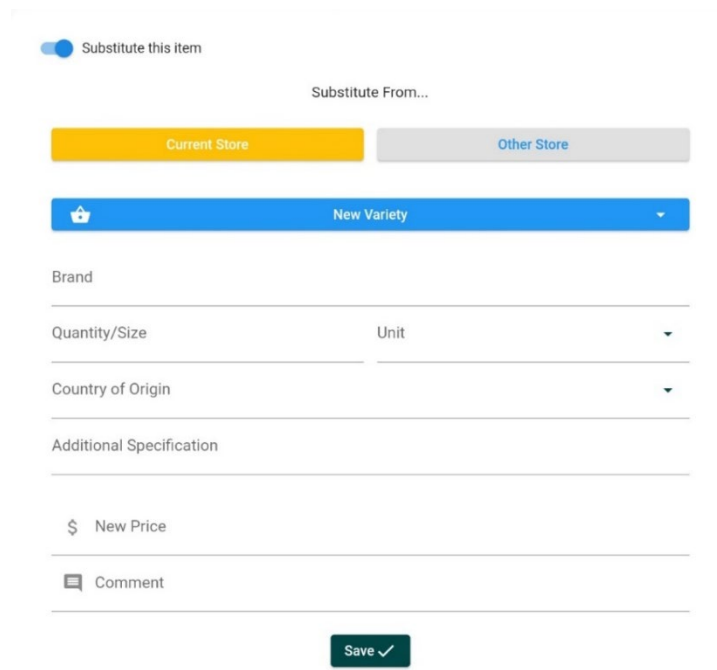 Substitute this item
Substitute From...
Current Store Other Store
New Variety
Brand
Quantity/Size Unit
Country of Origin
Additional Specification
$ New Price
Comment
Save